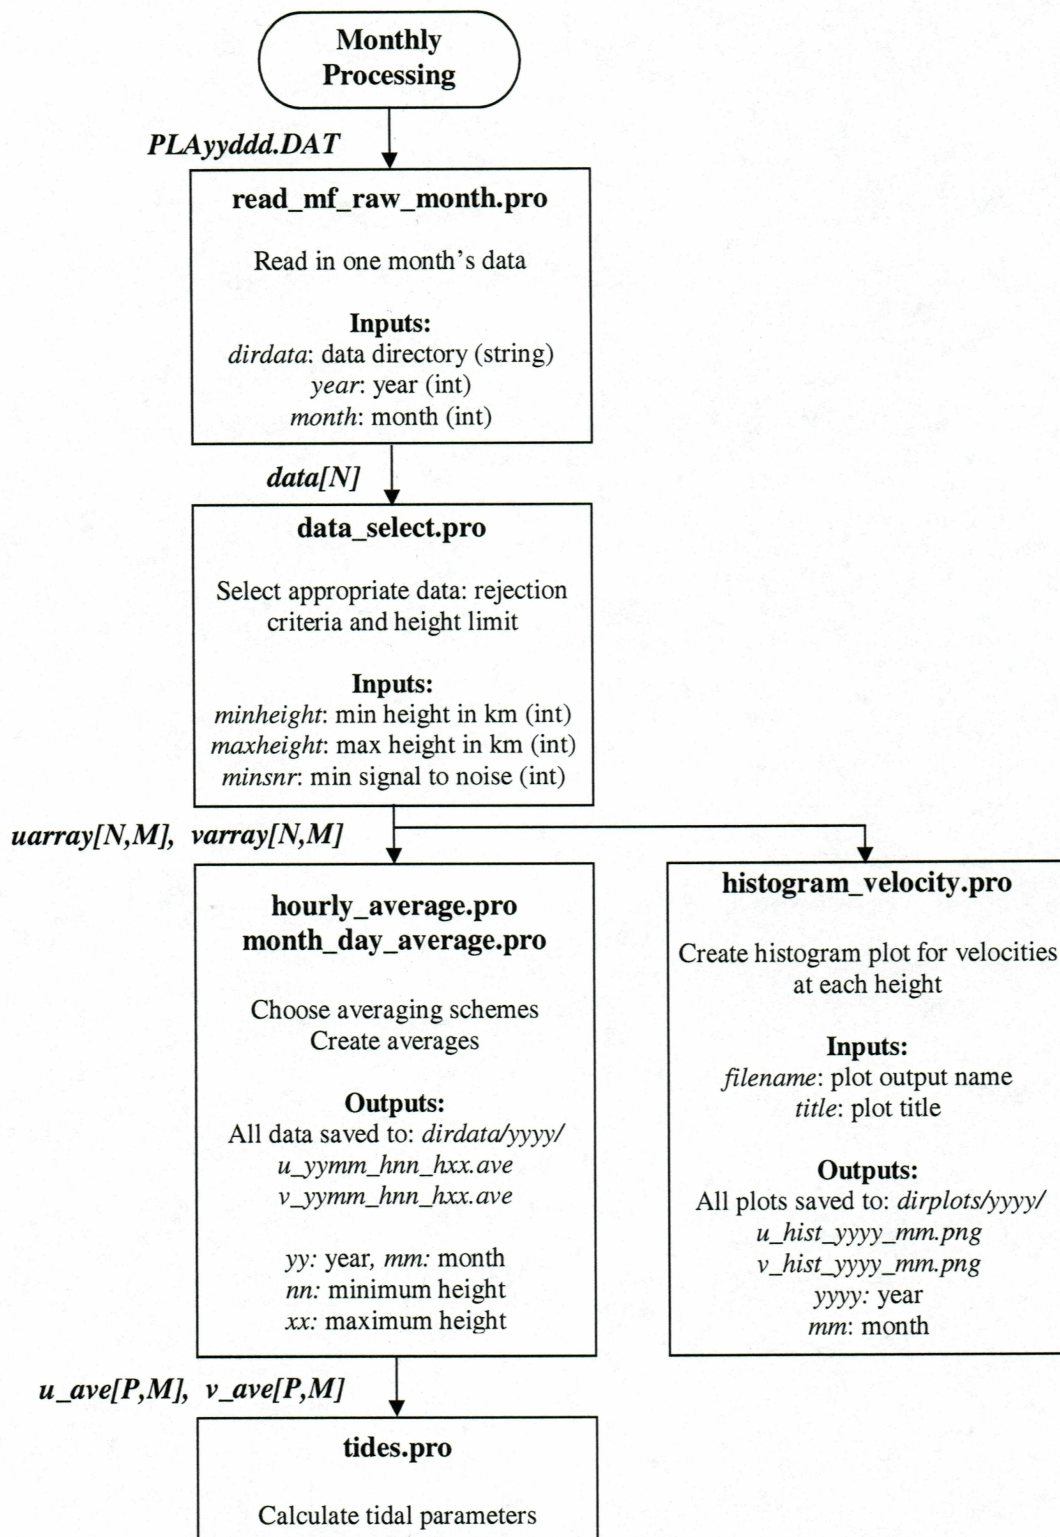 Monthly
Processing
PLAyyddd.DAT
read_mf_raw_month.pro
Read in one month’s data
Inputs:
dirdata: data directory (string)
year: year (int)
month: month (int)
data[N]
data_select.pro
Select appropriate data: rejection
criteria and height limit
Inputs:
minheight: min height in km (int)
maxheight: max height in km (int)
minsnr: min signal to noise (int)
uarray[N,M], varray[N,M]
hourly_average.pro
month_day_average.pro
Choose averaging schemes
Create averages
Outputs:
All data saved to: dirdata/yyyy/
u_yymm_hnn_hxx.ave
v_yymm_hnn_hxx.ave
yy: year, mm: month
nn: minimum height
xx: maximum height
histogram_velocity.pro
Create histogram plot for velocities
at each height
Inputs:
filename: plot output name
title: plot title
Outputs:
All plots saved to: dirplots/yyyy/
u_hist_yyyy_mm.png
v_hist_yyyy_mm.png
yyyy: year
mm: month
u_ave[P,M], v_ave[P,M]
tides.pro
Calculate tidal parameters